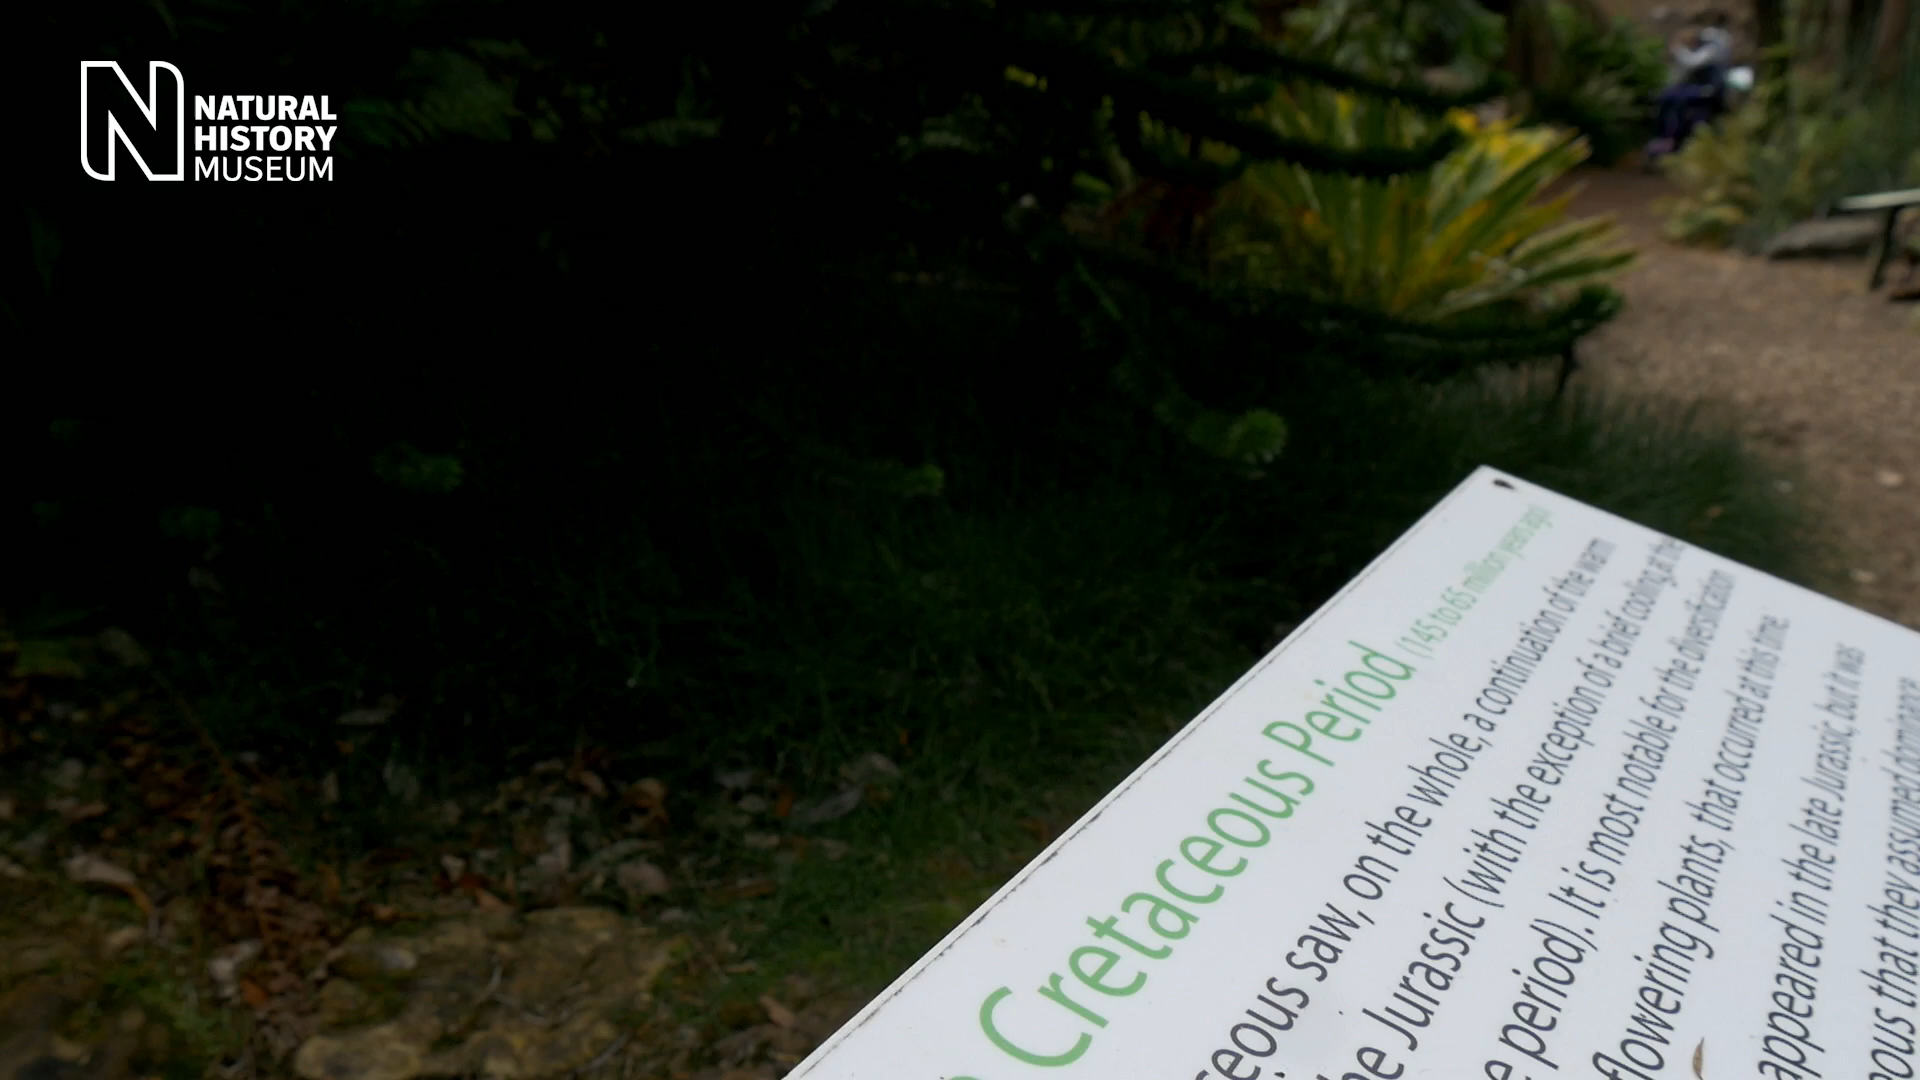 NATURAL
HISTORY
MUSEUM
Cretaceous Period (145 to 65 million years ago)
ceous saw, on the whole, a continuation of the warm
he Jurassic (with the exception of a brief cooling at the
e period). It is most notable for the diversification
flowering plants, that occurred at this time.
appeared in the late Jurassic, but it was
that they assumed dominance